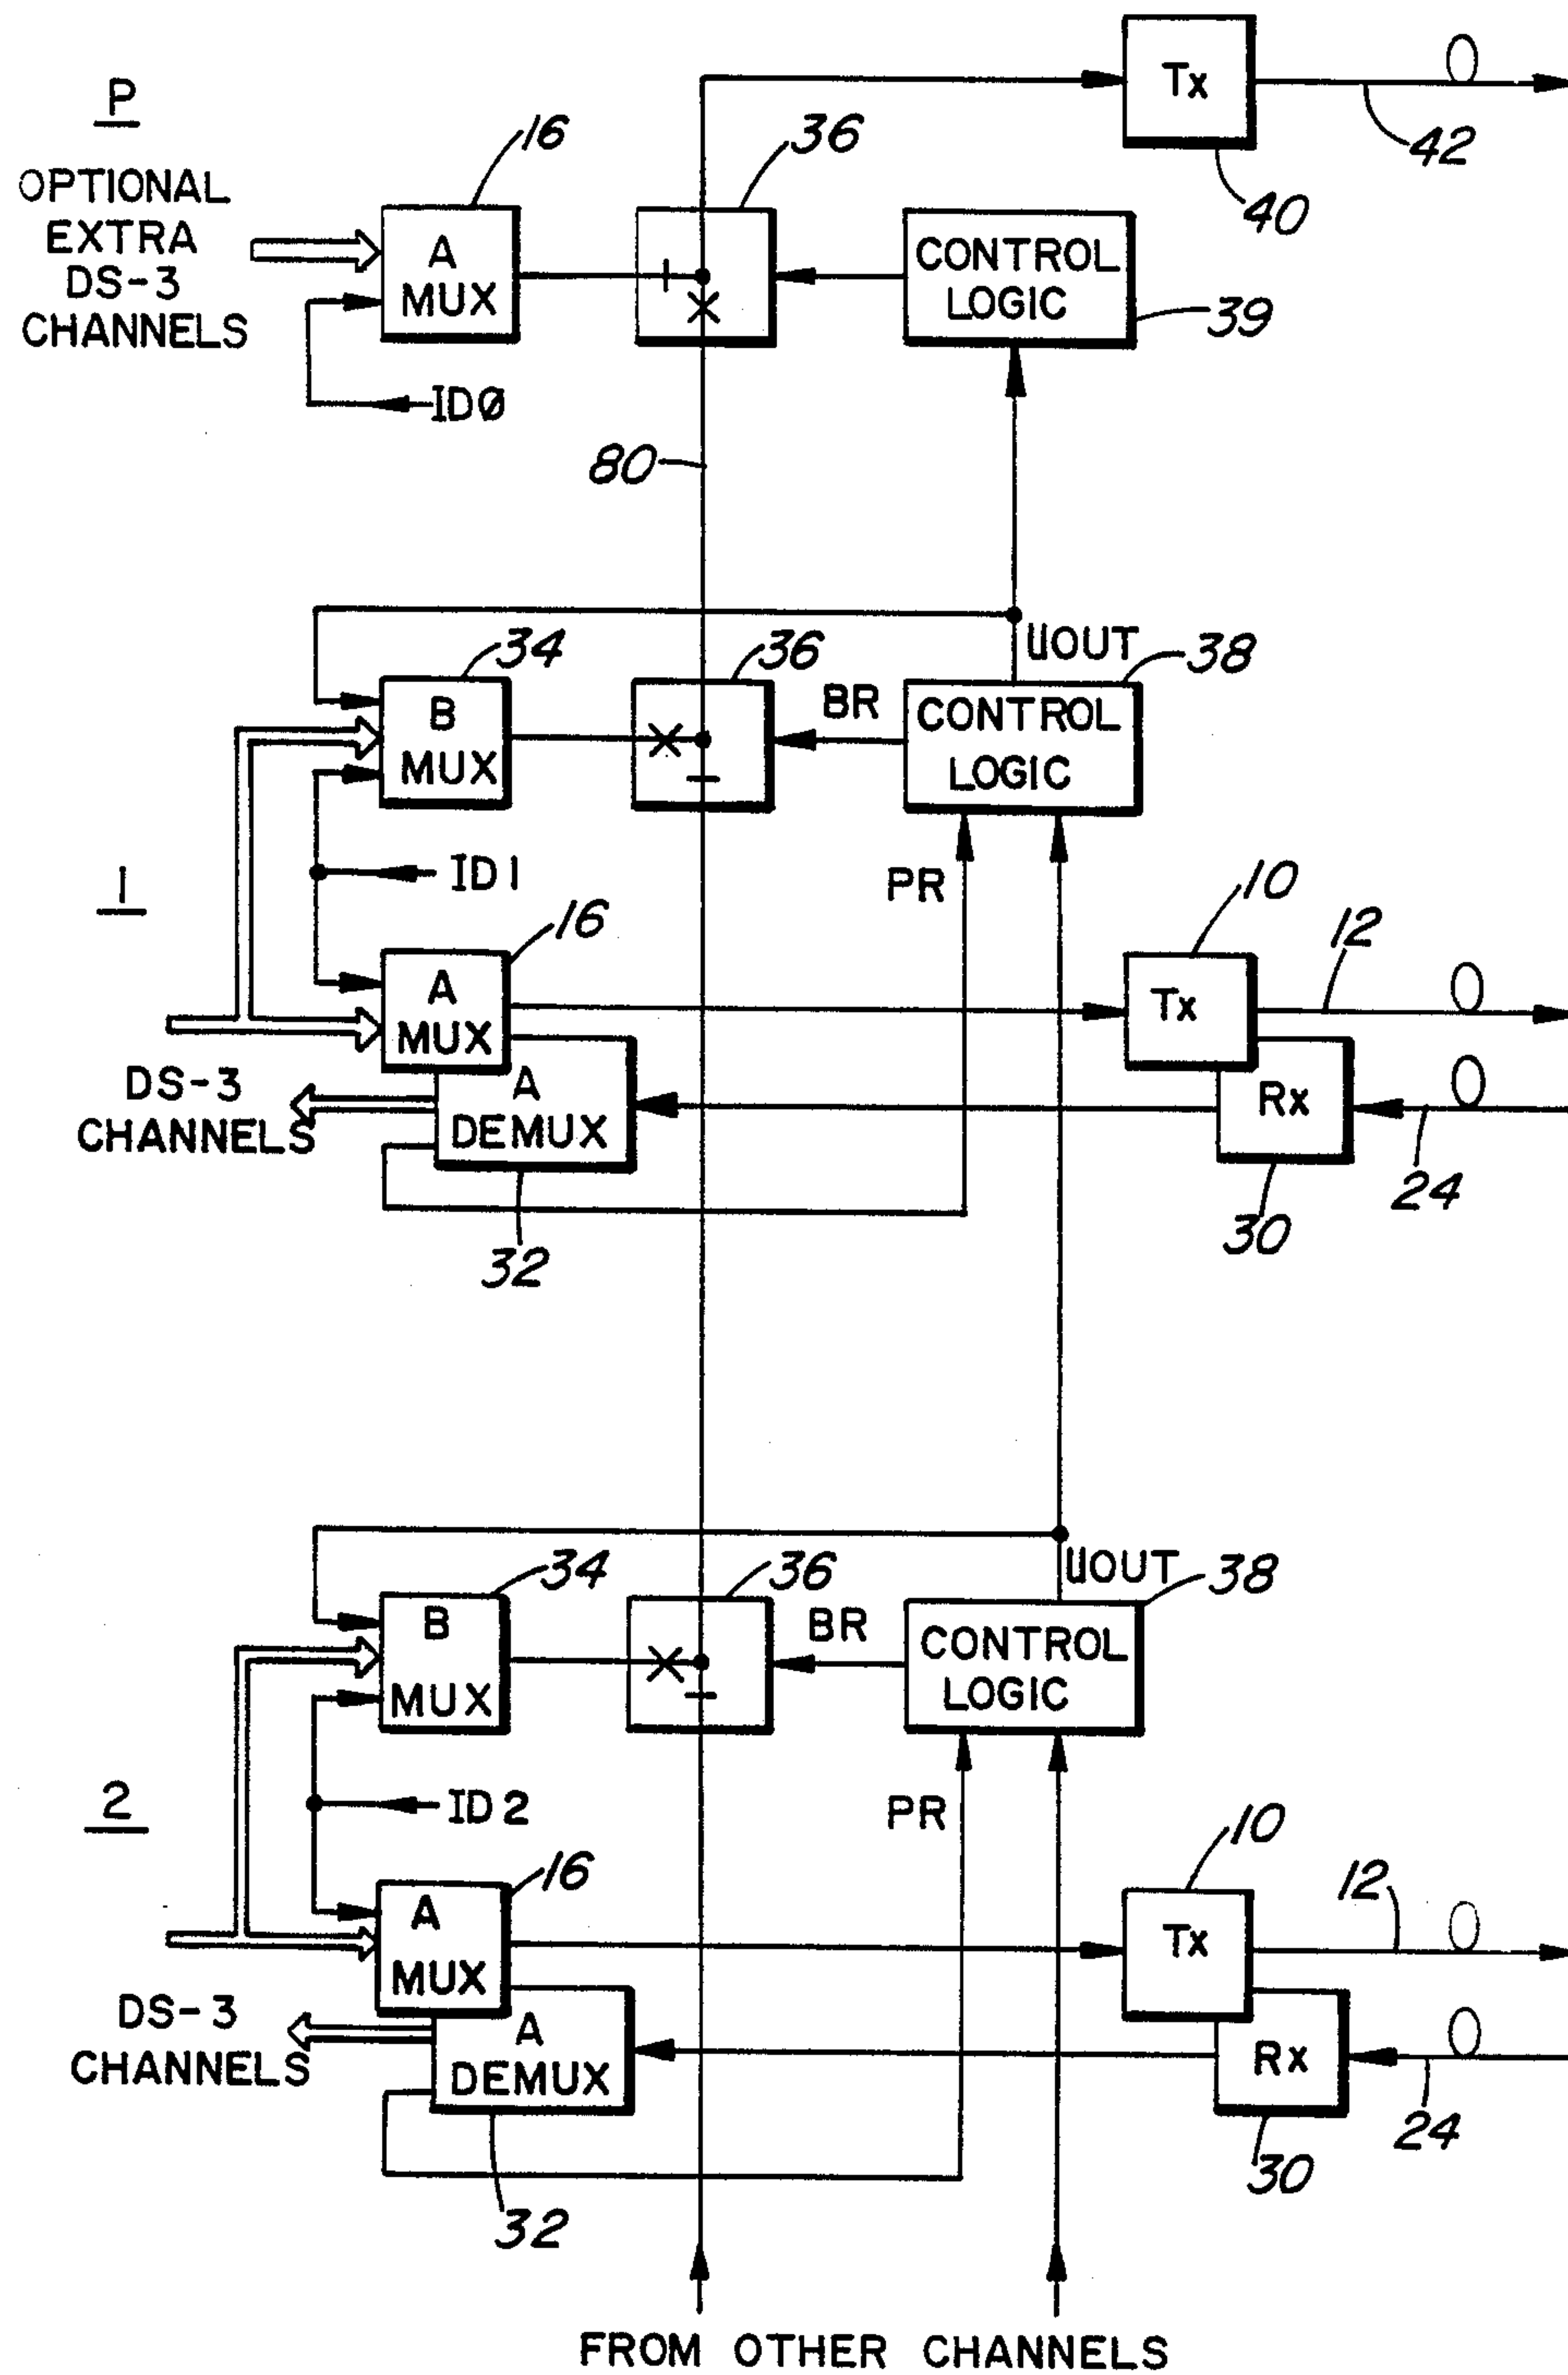 P
OPTIONAL
EXTRA
DS-3
CHANNELS
16
A
MUX
ID0
36
CONTROL
LOGIC
39
Tx
40
42
80
34
B
MUX
36
BR
UOUT
38
CONTROL
LOGIC
1
ID1
PR
16
A
MUX
DS-3
CHANNELS
A
DEMUX
32
10
Tx
12
Rx
30
24
34
B
MUX
36
BR
UOUT
38
CONTROL
LOGIC
2
ID2
PR
16
A
MUX
DS-3
CHANNELS
A
DEMUX
32
10
Tx
12
Rx
30
24
FROM OTHER CHANNELS